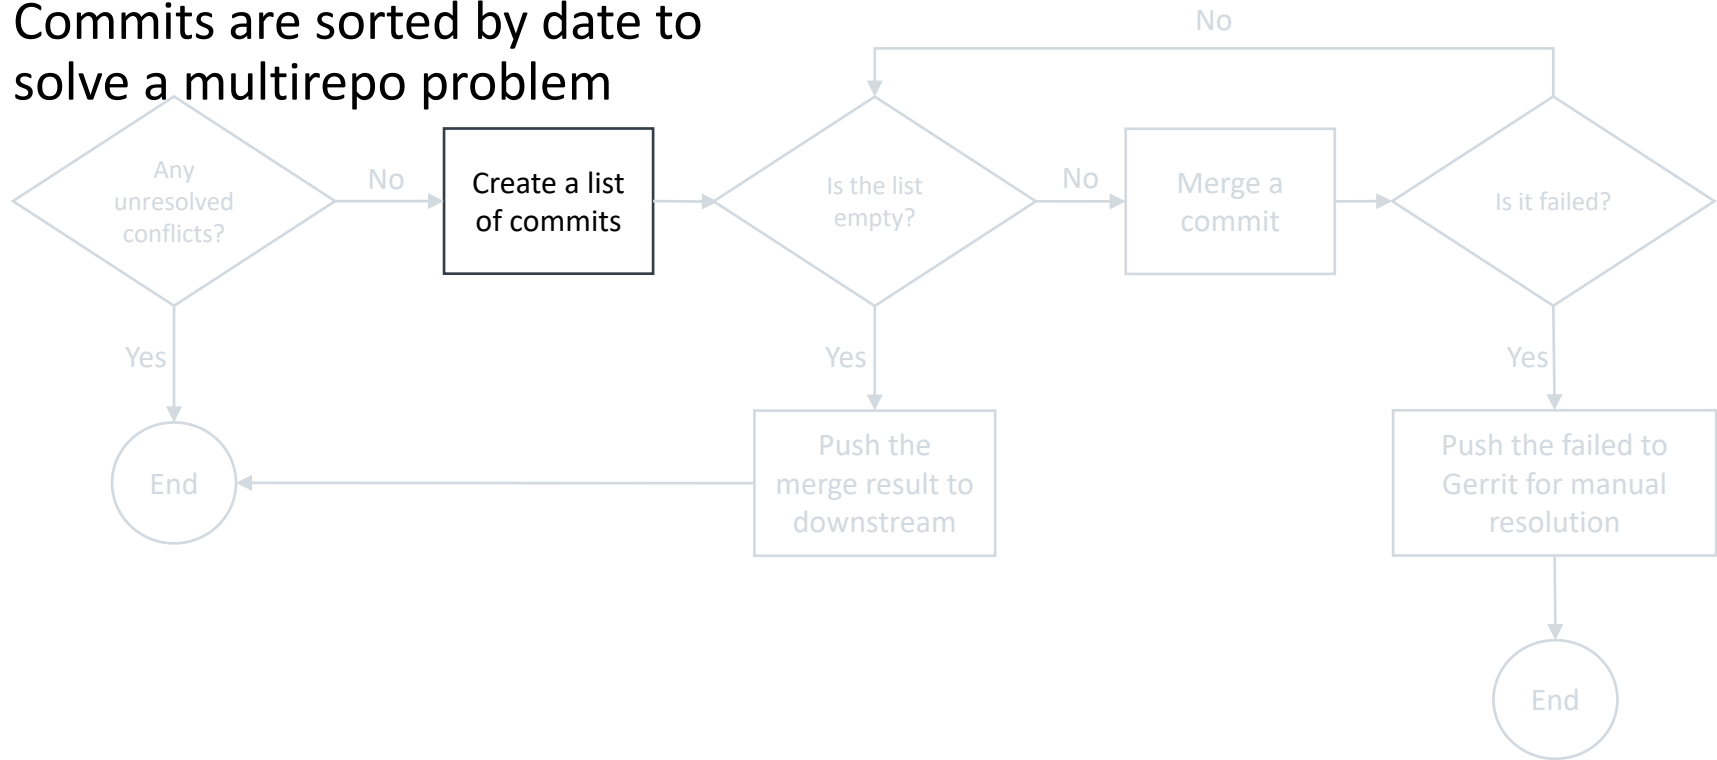 Commits are sorted by date to
solve a multirepo problem
No
Any
unresolved
conflicts?
No
Create a list
of commits
Is the list
empty?
No
Merge a
commit
Is it failed?
Yes
Yes
Yes
End
Push the
merge result to
downstream
Push the failed to
Gerrit for manual
resolution
End